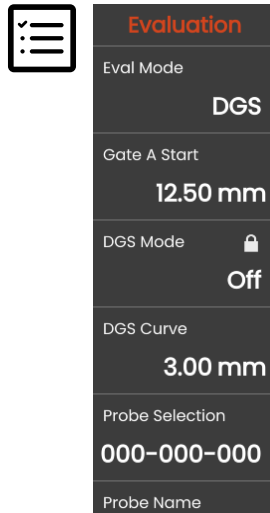 Evaluation
Eval Mode
DGS
Gate A Start
12.50 mm
DGS Mode
Off
DGS Curve
3.00 mm
Probe Selection
000-000-000
Probe Name